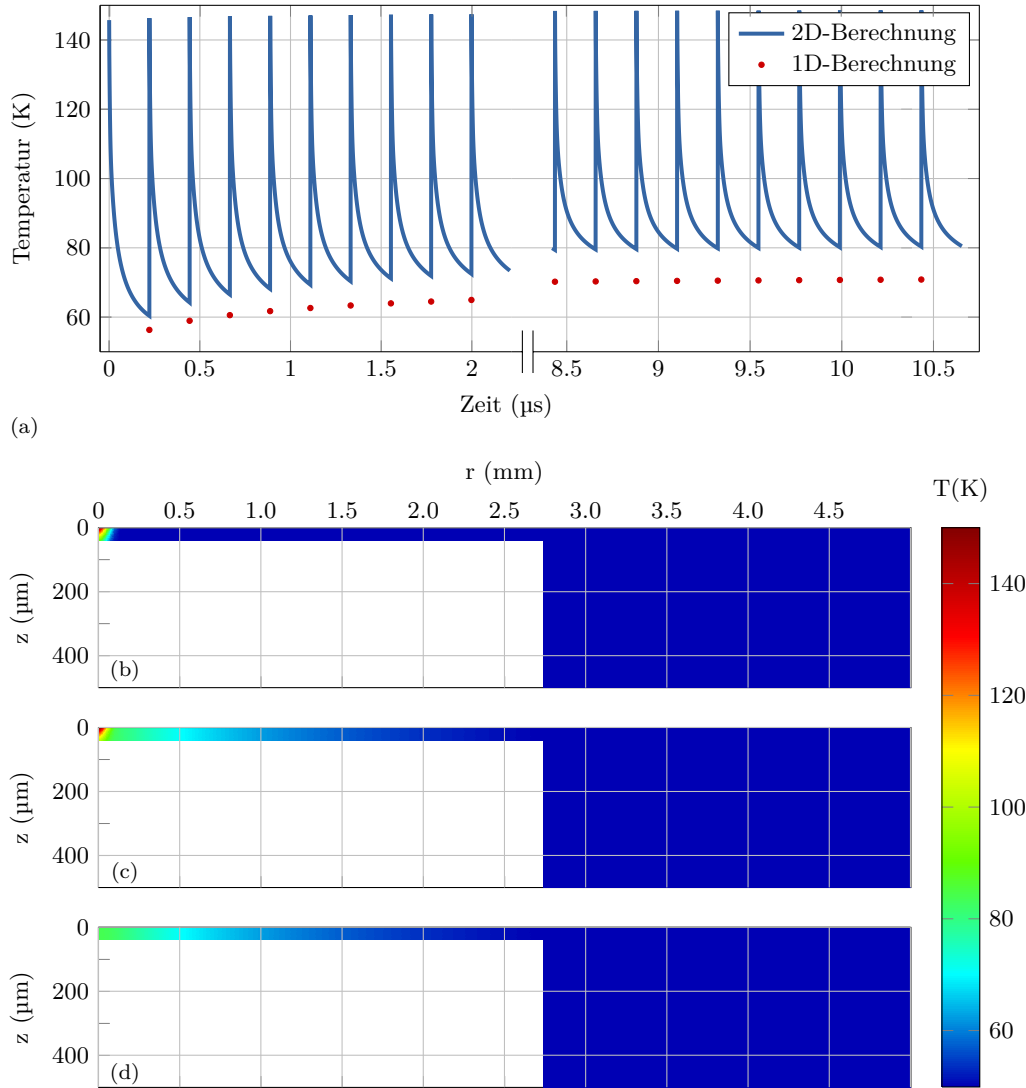 140
120
100
80
60
Temperatur (K)
2D-Berechnung
1D-Berechnung
0 0.5 1 1.5 2 8.5 9 9.5 10 10.5
Zeit (µs)
(a)
r (mm)
0 0.5 1.0 1.5 2.0 2.5 3.0 3.5 4.0 4.5
T(K)
0
200
400
z (µm)
(b)
0
200
400
z (µm)
(c)
0
200
400
z (µm)
(d)
140
120
100
80
60